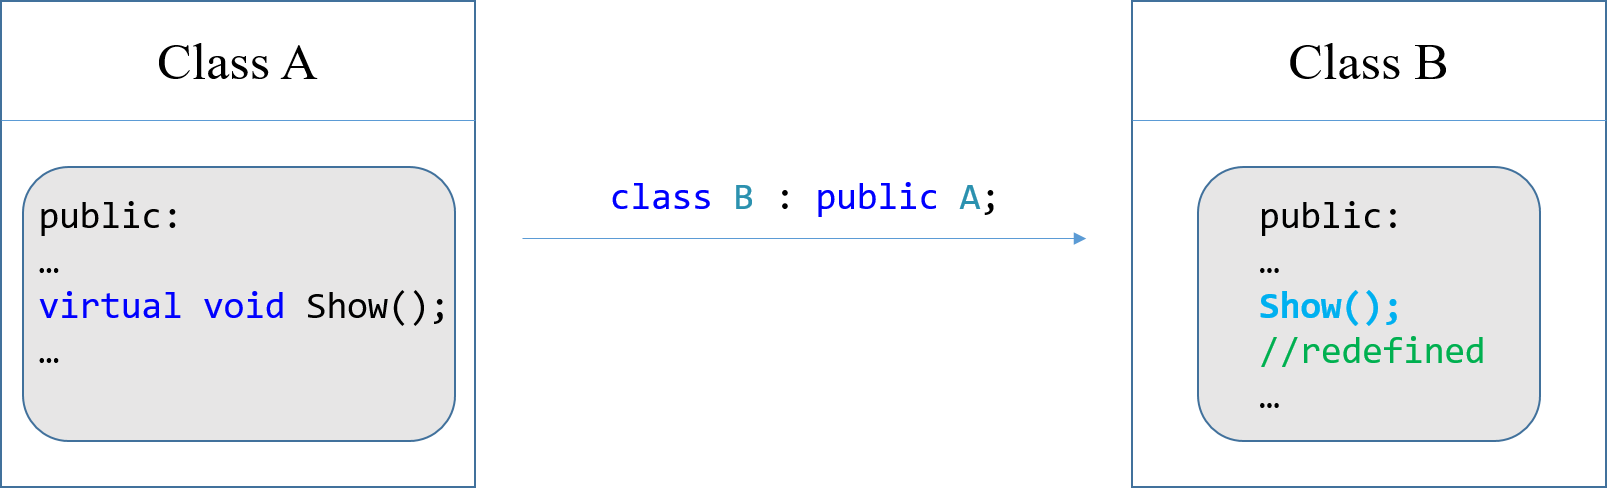 Class A
public:
…
virtual void Show();
…
class B : public A;
Class B
public:
…
Show();
//redefined
…